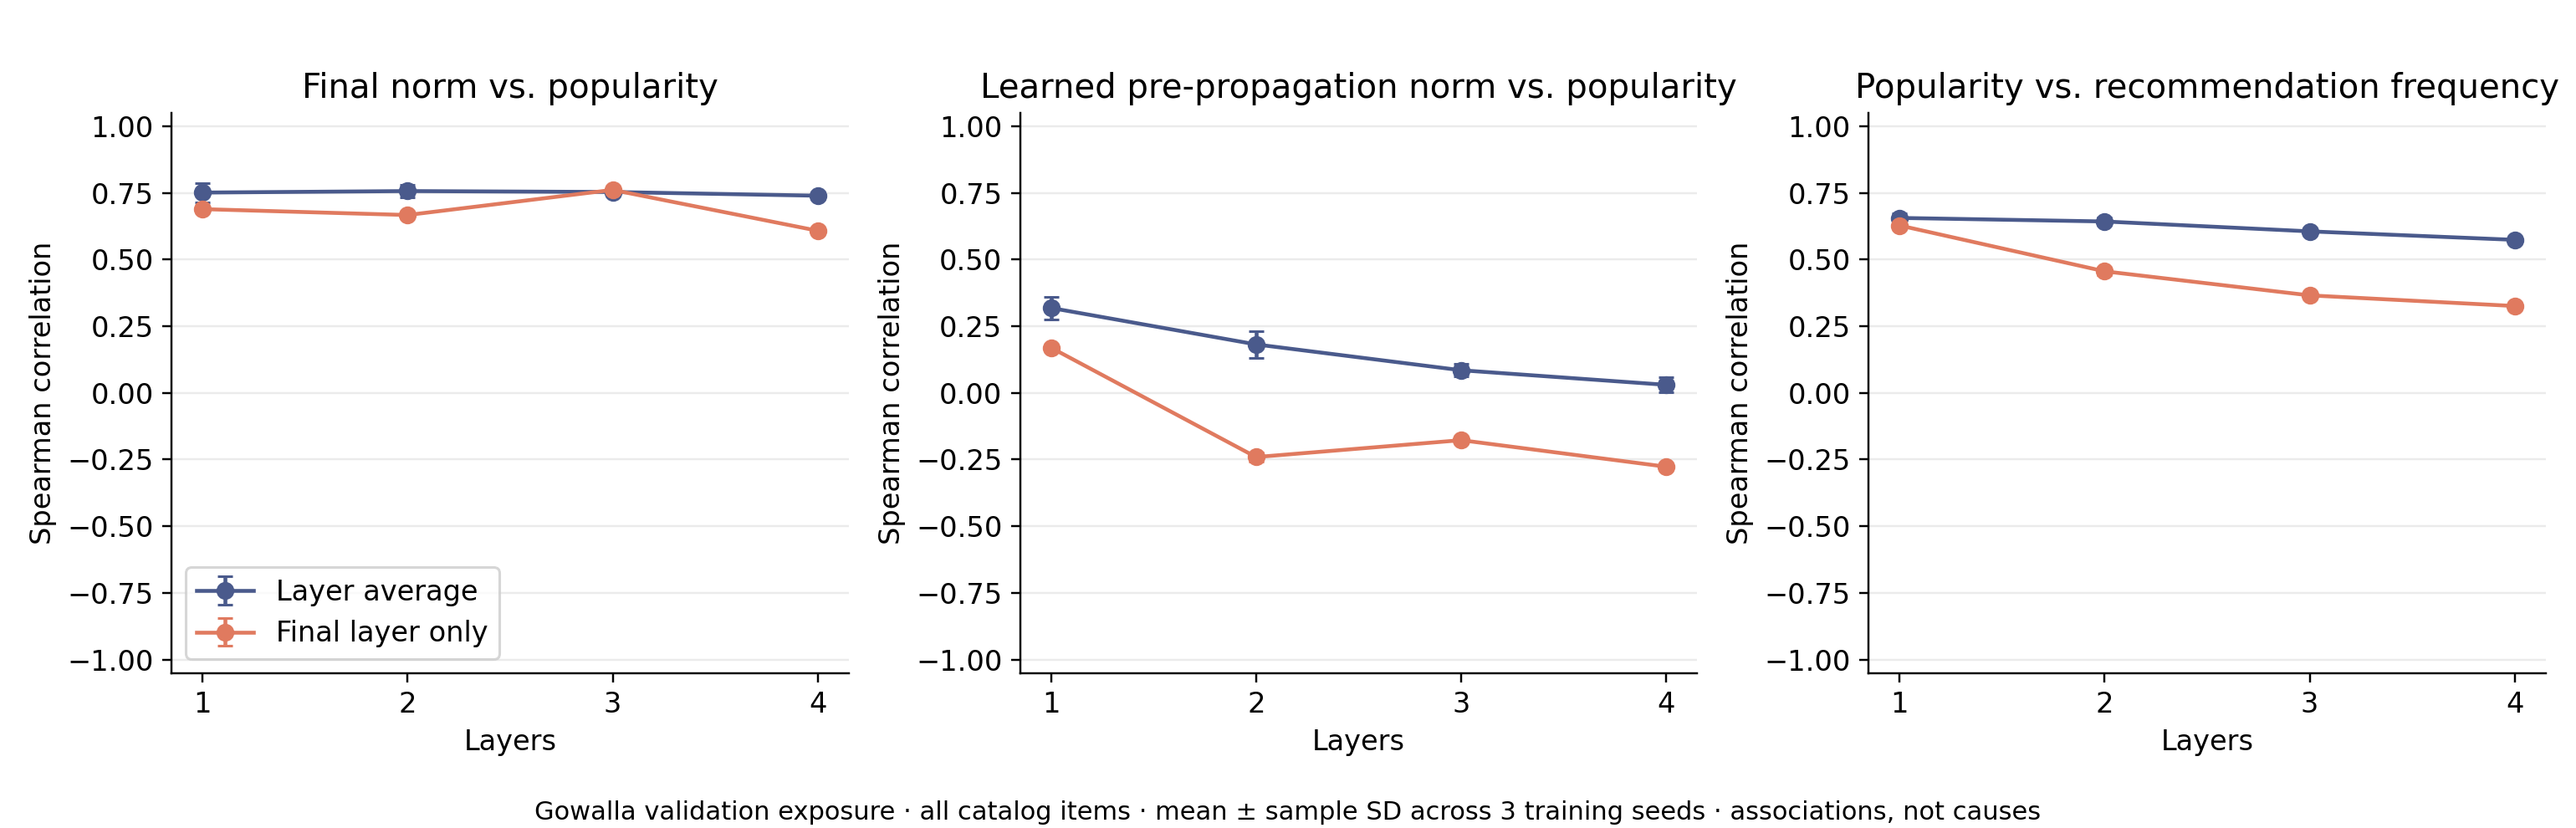 Final norm vs. popularity
Spearman correlation
1.00
0.75
0.50
0.25
0.00
−0.25
−0.50
−0.75
−1.00
Layer average
Final layer only
1 2 3 4
Layers
Learned pre-propagation norm vs. popularity
Spearman correlation
1.00
0.75
0.50
0.25
0.00
−0.25
−0.50
−0.75
−1.00
1 2 3 4
Layers
Popularity vs. recommendation frequency
Spearman correlation
1.00
0.75
0.50
0.25
0.00
−0.25
−0.50
−0.75
−1.00
1 2 3 4
Layers
Gowalla validation exposure · all catalog items · mean ± sample SD across 3 training seeds · associations, not causes